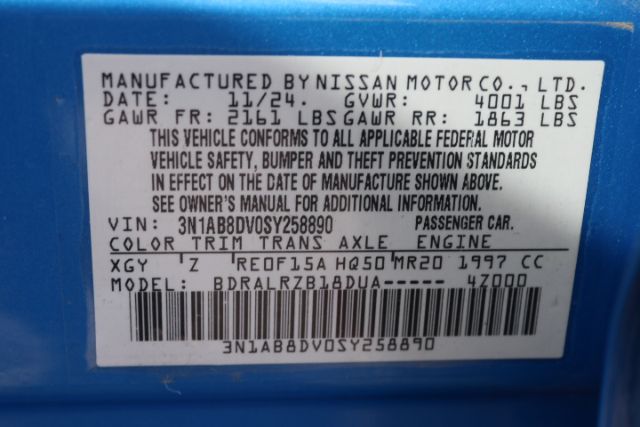 MANUFACTURED BY NISSAN MOTOR CO., LTD.
DATE: 11/24. GVWR: 4001 LBS
GAWR FR: 2161 LBS GAWR RR: 1863 LBS
THIS VEHICLE CONFORMS TO ALL APPLICABLE FEDERAL MOTOR
VEHICLE SAFETY, BUMPER AND THEFT PREVENTION STANDARDS
IN EFFECT ON THE DATE OF MANUFACTURE SHOWN ABOVE.
SEE OWNER'S MANUAL FOR ADDITIONAL INFORMATION.
VIN: 3N1AB8DV0SY258890 PASSENGER CAR.
COLOR TRIM TRANS AXLE ENGINE
XGY Z RE0F15A HQ50 MR20 1997 CC
MODEL: BDRALRZB18DUA----- 4Z000
3N1AB8DV0SY258890